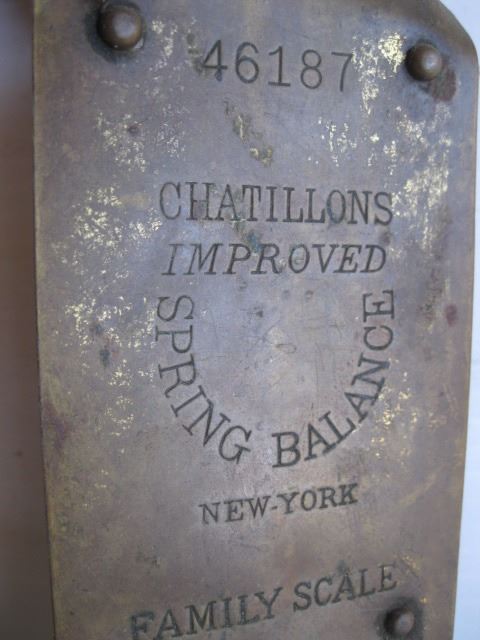 46187
CHATILLONS
IMPROVED
SPRING BALANCE
NEW-YORK
FAMILY SCALE